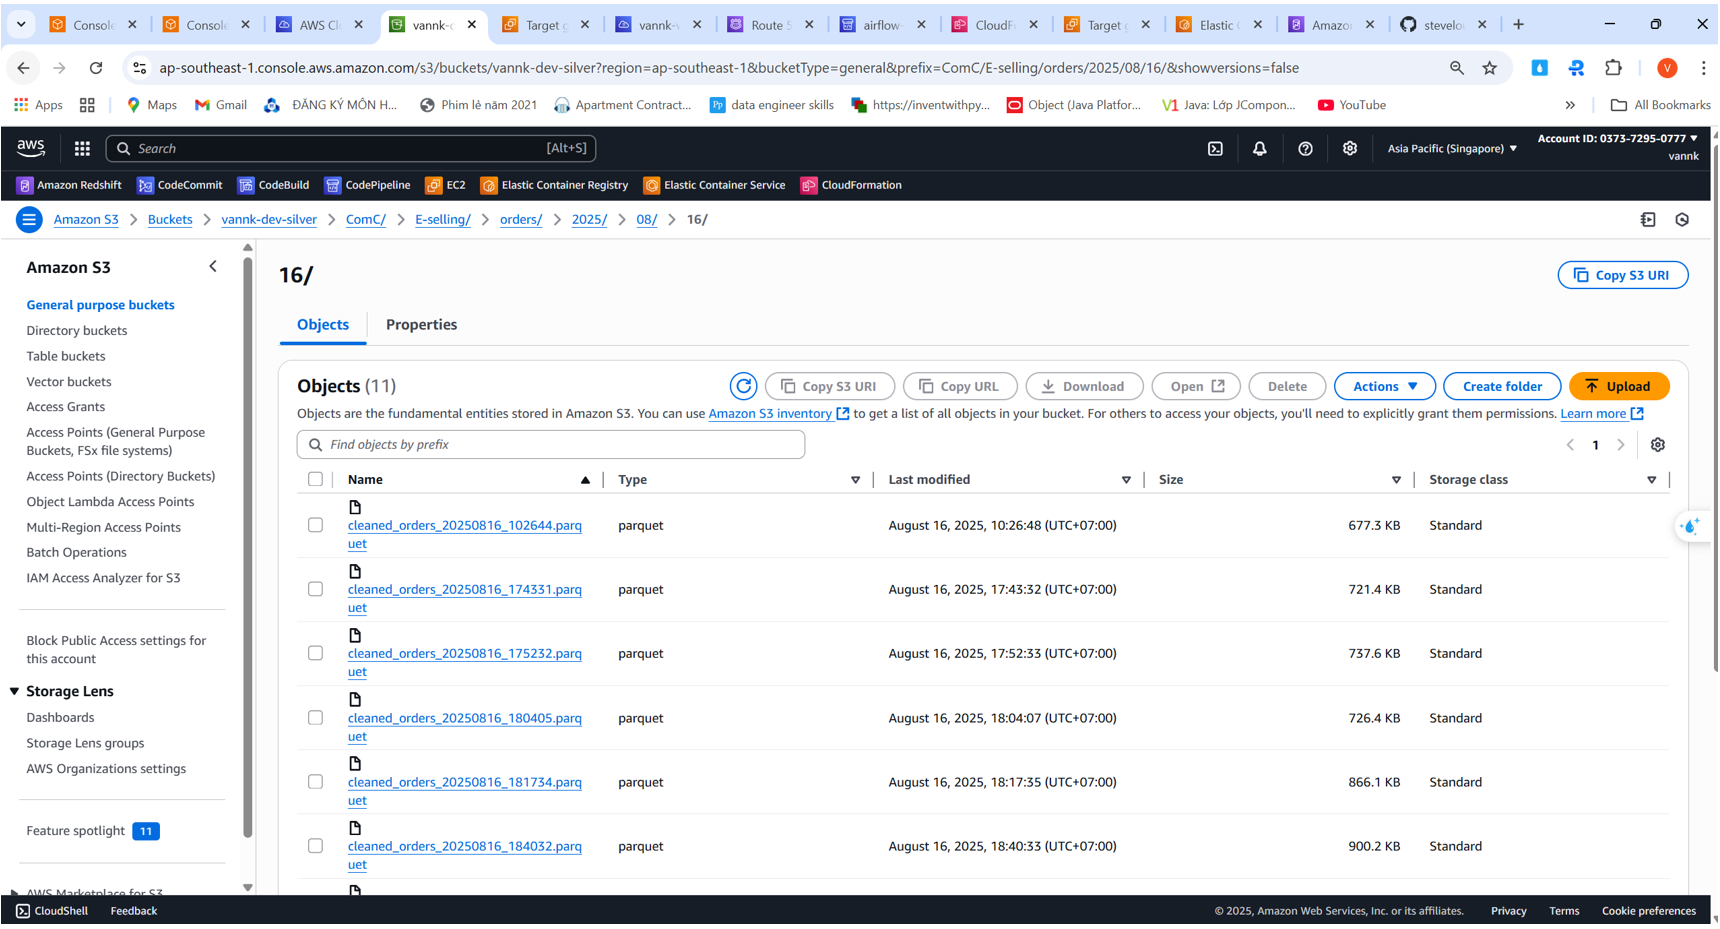 Console
Console
AWS Cl
vannk-
Target g
vannk-v
Route 5
airflow-
CloudF
Target g
Elastic
Amazo
stevelo
ap-southeast-1.console.aws.amazon.com/s3/buckets/vannk-dev-silver?region=ap-southeast-1&bucketType=general&prefix=ComC/E-selling/orders/2025/08/16/&showversions=false
V
Apps
Maps
Gmail
ĐĂNG KÝ MÔN H...
Phim lẻ năm 2021
Apartment Contract...
data engineer skills
https://inventwithpy...
Object (Java Platfor...
Java: Lớp JCompon...
YouTube
All Bookmarks
aws
Search [Alt+S]
Asia Pacific (Singapore)
Account ID: 0373-7295-0777
vannk
Amazon Redshift
CodeCommit
CodeBuild
CodePipeline
EC2
Elastic Container Registry
Elastic Container Service
CloudFormation
Amazon S3 > Buckets > vannk-dev-silver > ComC/ > E-selling/ > orders/ > 2025/ > 08/ > 16/
Amazon S3
General purpose buckets
Directory buckets
Table buckets
Vector buckets
Access Grants
Access Points (General Purpose
Buckets, FSx file systems)
Access Points (Directory Buckets)
Object Lambda Access Points
Multi-Region Access Points
Batch Operations
IAM Access Analyzer for S3
Block Public Access settings for
this account
Storage Lens
Dashboards
Storage Lens groups
AWS Organizations settings
Feature spotlight 11
AWS Marketplace for S3
16/
Copy S3 URI
Objects
Properties
Objects (11)
Copy S3 URI
Copy URL
Download
Open
Delete
Actions
Create folder
Upload
Objects are the fundamental entities stored in Amazon S3. You can use Amazon S3 inventory to get a list of all objects in your bucket. For others to access your objects, you'll need to explicitly grant them permissions. Learn more
Find objects by prefix
1
Name Type Last modified Size Storage class
cleaned_orders_20250816_102644.parq parquet August 16, 2025, 10:26:48 (UTC+07:00) 677.3 KB Standard
uet
cleaned_orders_20250816_174331.parq parquet August 16, 2025, 17:43:32 (UTC+07:00) 721.4 KB Standard
uet
cleaned_orders_20250816_175232.parq parquet August 16, 2025, 17:52:33 (UTC+07:00) 737.6 KB Standard
uet
cleaned_orders_20250816_180405.parq parquet August 16, 2025, 18:04:07 (UTC+07:00) 726.4 KB Standard
uet
cleaned_orders_20250816_181734.parq parquet August 16, 2025, 18:17:35 (UTC+07:00) 866.1 KB Standard
uet
cleaned_orders_20250816_184032.parq parquet August 16, 2025, 18:40:33 (UTC+07:00) 900.2 KB Standard
uet
CloudShell
Feedback
© 2025, Amazon Web Services, Inc. or its affiliates.
Privacy
Terms
Cookie preferences